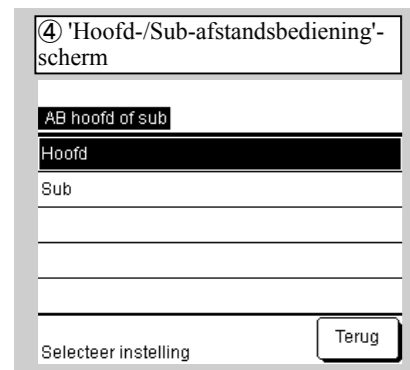 ④ 'Hoofd-/Sub-afstandsbediening'-
scherm
AB hoofd of sub
Hoofd
Sub
Selecteer instelling
Terug